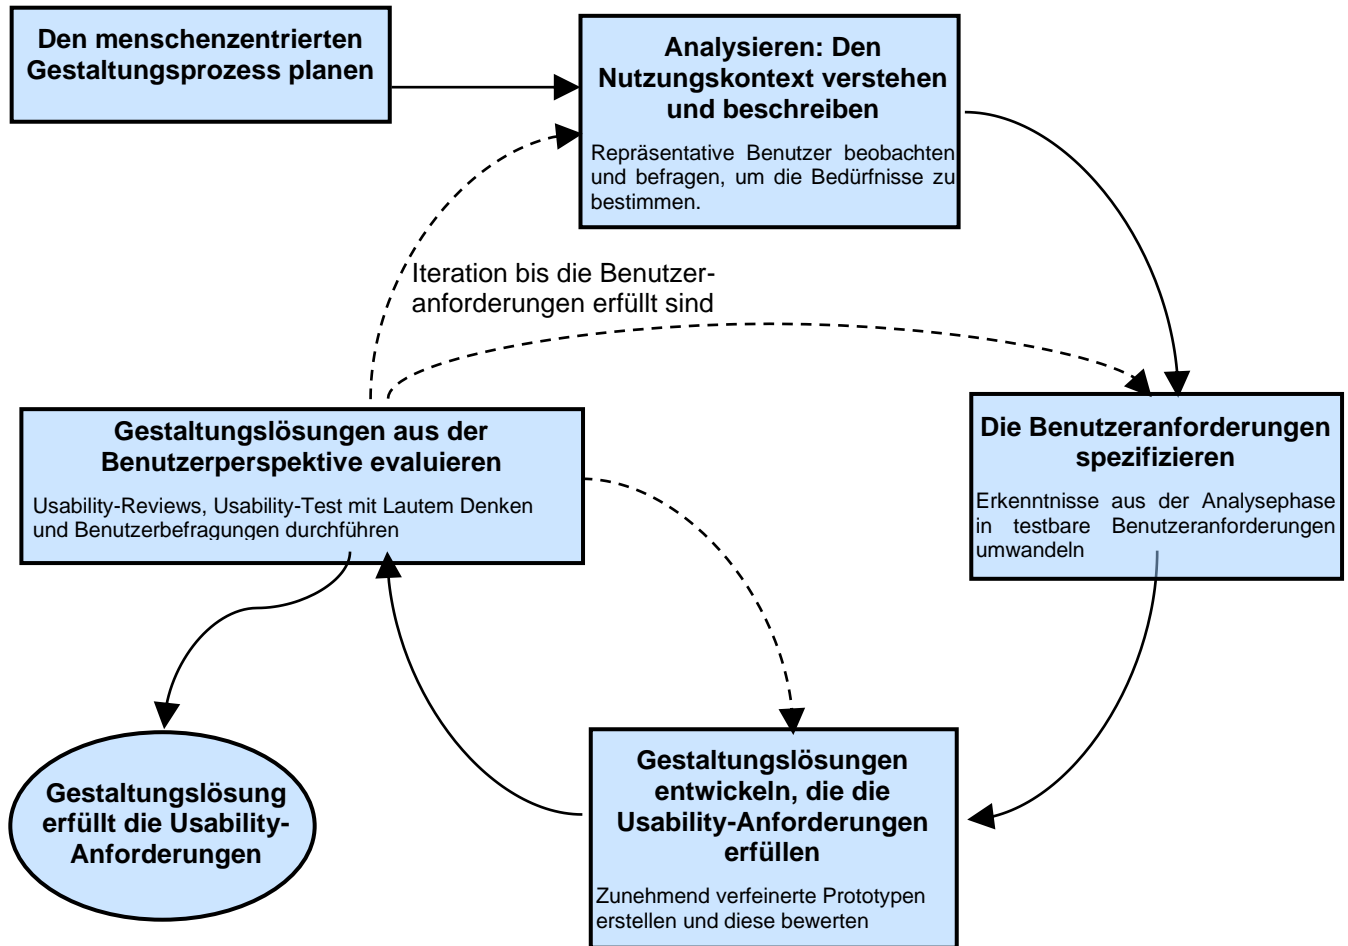 Den menschenzentrierten
Gestaltungsprozess planen
Analysieren: Den
Nutzungskontext verstehen
und beschreiben
Repräsentative Benutzer beobachten
und befragen, um die Bedürfnisse zu
bestimmen.
Iteration bis die Benutzer-
anforderungen erfüllt sind
Gestaltungslösungen aus der
Benutzerperspektive evaluieren
Usability-Reviews, Usability-Test mit Lautem Denken
und Benutzerbefragungen durchführen
Die Benutzeranforderungen
spezifizieren
Erkenntnisse aus der Analysephase
in testbare Benutzeranforderungen
umwandeln
Gestaltungslösung
erfüllt die Usability-
Anforderungen
Gestaltungslösungen
entwickeln, die die
Usability-Anforderungen
erfüllen
Zunehmend verfeinerte Prototypen
erstellen und diese bewerten